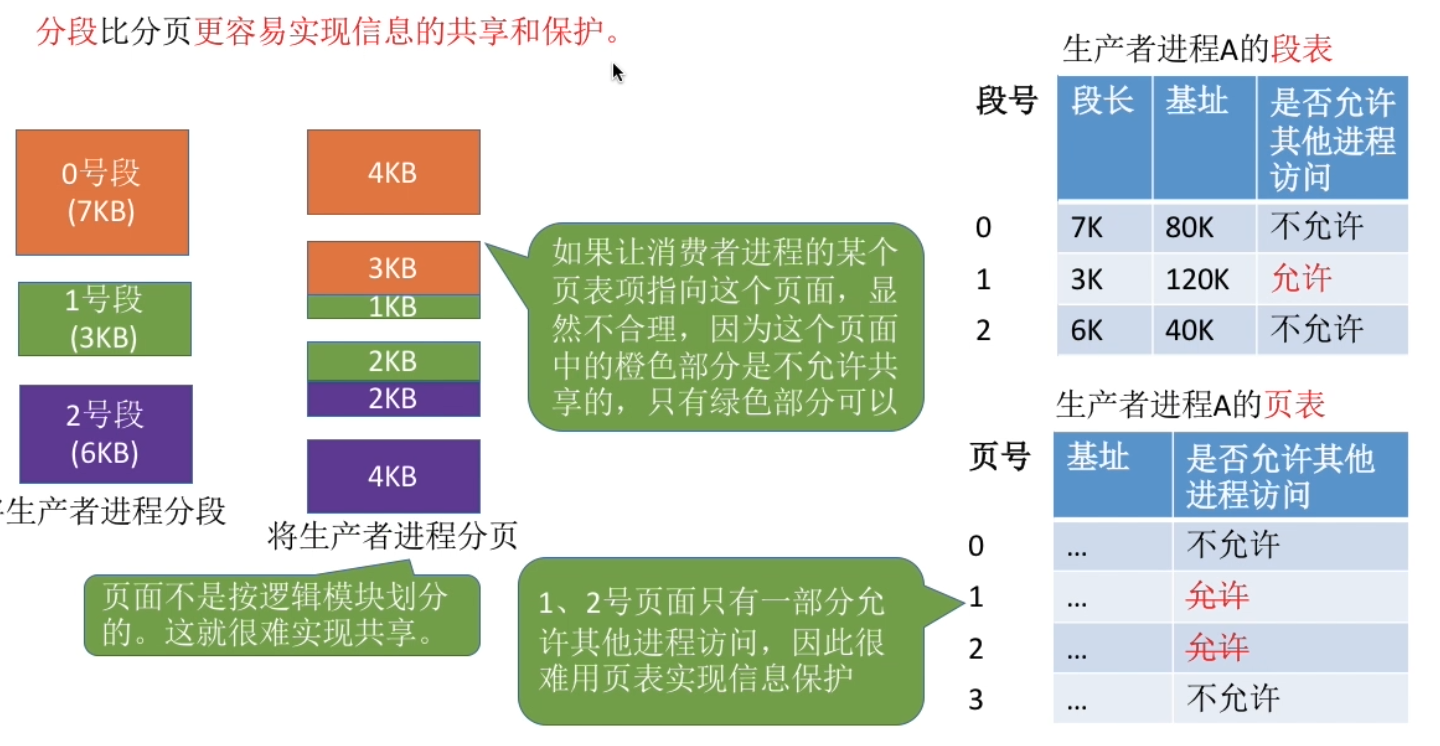 分段比分页更容易实现信息的共享和保护。
0号段
(7KB)
1号段
(3KB)
2号段
(6KB)
生产者进程分段
4KB
3KB
1KB
2KB
2KB
4KB
将生产者进程分页
如果让消费者进程的某个
页表项指向这个页面，显
然不合理，因为这个页面
中的橙色部分是不允许共
享的，只有绿色部分可以
页面不是按逻辑模块划分
的。这就很难实现共享。
1、2号页面只有一部分允
许其他进程访问，因此很
难用页表实现信息保护
生产者进程A的段表
段号 段长 基址 是否允许
其他进程
访问
0 7K 80K 不允许
1 3K 120K 允许
2 6K 40K 不允许
生产者进程A的页表
页号 基址 是否允许其他
进程访问
0 ... 不允许
1 ... 允许
2 ... 允许
3 ... 不允许